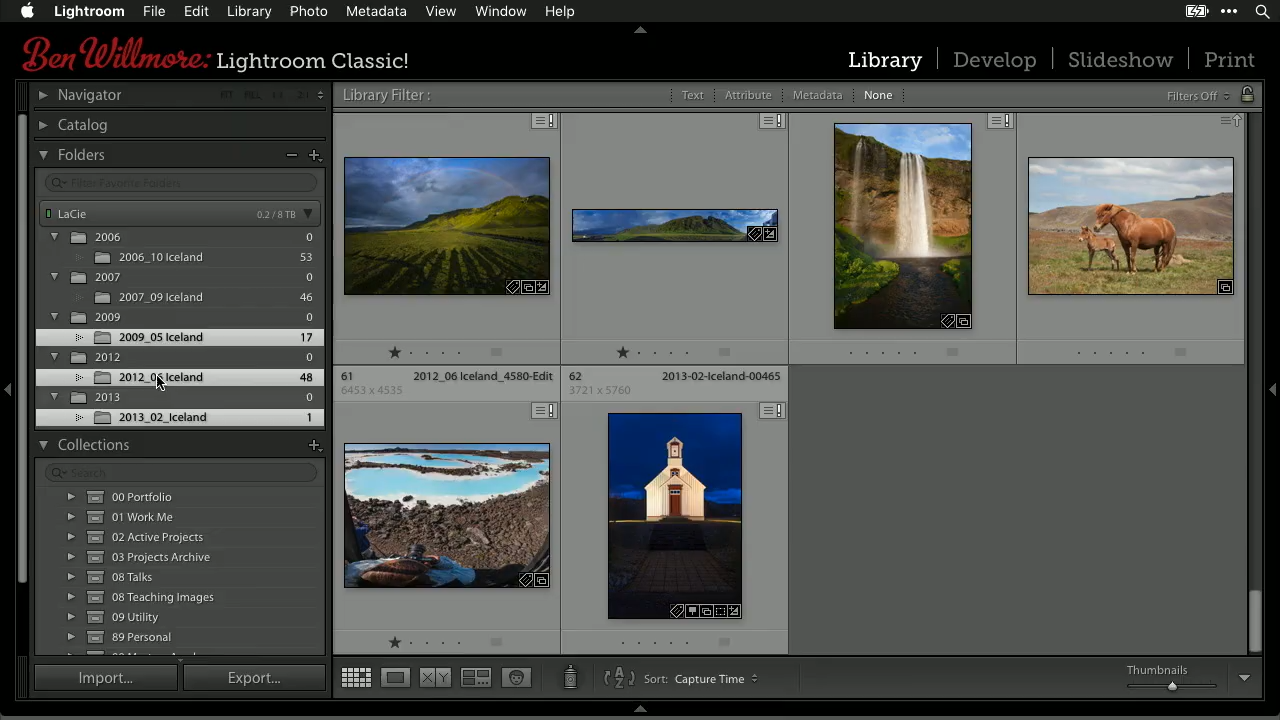 Lightroom File Edit Library Photo Metadata View Window Help
Ben Willmore: Lightroom Classic!
Library Develop Slideshow Print
Navigator
Library Filter : Text Attribute Metadata None Filters Off
Catalog
Folders
Filter Favorite Folders
LaCie 0.2 / 8 TB
2006 0
2006_10 Iceland 53
2007 0
2007_09 Iceland 46
2009 0
2009_05 Iceland 17
2012 0
2012_06 Iceland 48
2013 0
2013_02_Iceland 1
61 2012_06 Iceland_4580-Edit
6453 x 4535
62 2013-02-Iceland-00465
3721 x 5760
Collections
Search
00 Portfolio
01 Work Me
02 Active Projects
03 Projects Archive
08 Talks
08 Teaching Images
09 Utility
89 Personal
Import... Export...
Sort: Capture Time
Thumbnails